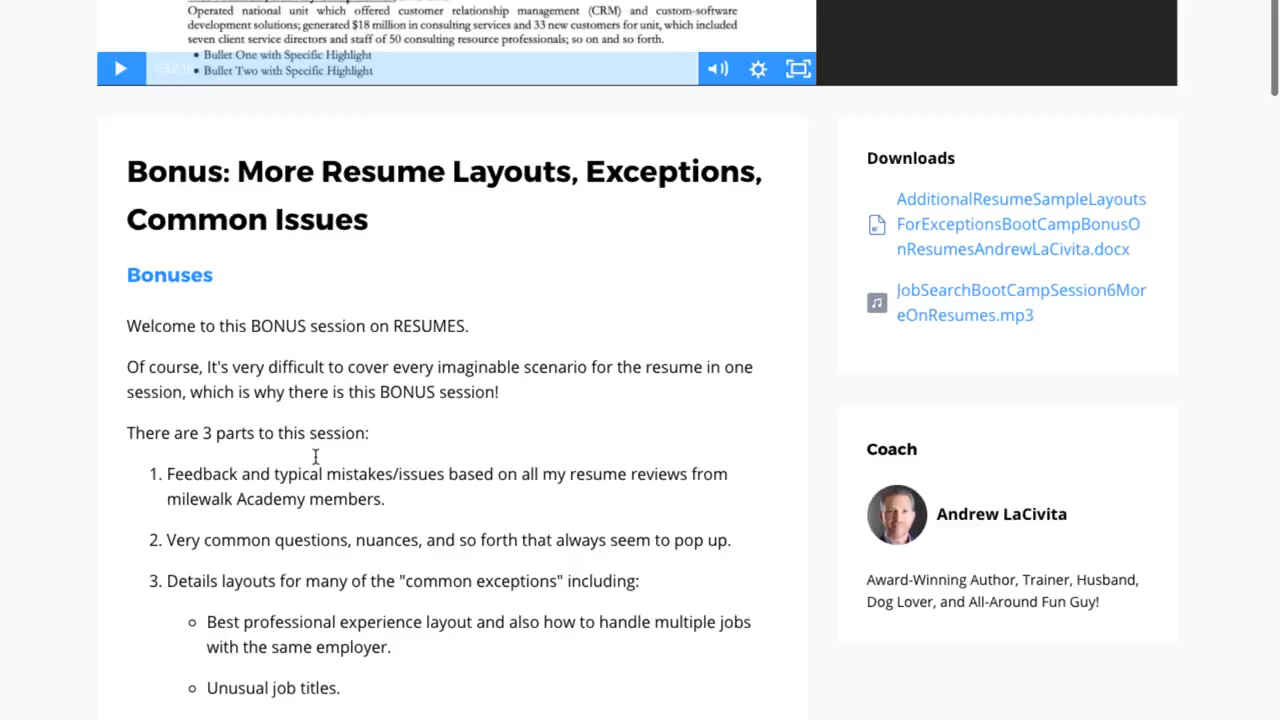 Operated national unit which offered customer relationship management (CRM) and custom-software
development solutions; generated $18 million in consulting services and 33 new customers for unit, which included
seven client service directors and staff of 50 consulting resource professionals; so on and so forth.
• Bullet One with Specific Highlight
• Bullet Two with Specific Highlight
Bonus: More Resume Layouts, Exceptions,
Common Issues
Bonuses
Welcome to this BONUS session on RESUMES.
Of course, It's very difficult to cover every imaginable scenario for the resume in one
session, which is why there is this BONUS session!
There are 3 parts to this session:
1. Feedback and typical mistakes/issues based on all my resume reviews from
milewalk Academy members.
2. Very common questions, nuances, and so forth that always seem to pop up.
3. Details layouts for many of the "common exceptions" including:
Best professional experience layout and also how to handle multiple jobs
with the same employer.
Unusual job titles.
Downloads
AdditionalResumeSampleLayouts
ForExceptionsBootCampBonusO
nResumesAndrewLaCivita.docx
JobSearchBootCampSession6Mor
eOnResumes.mp3
Coach
Andrew LaCivita
Award-Winning Author, Trainer, Husband,
Dog Lover, and All-Around Fun Guy!